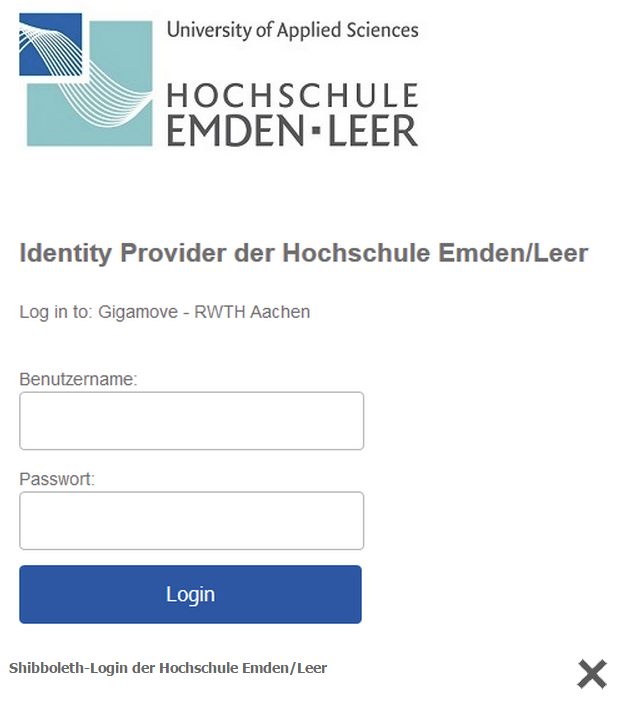 University of Applied Sciences
HOCHSCHULE
EMDEN▪LEER
Identity Provider der Hochschule Emden/Leer
Log in to: Gigamove - RWTH Aachen
Benutzername:
Passwort:
Login
Shibboleth-Login der Hochschule Emden/Leer